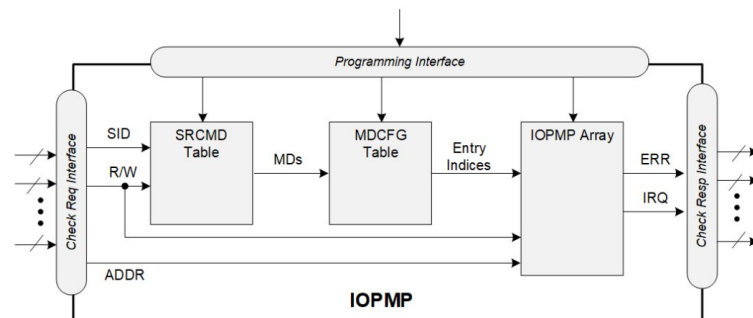 Programming Interface
Check Req Interface
SID
R/W
ADDR
SRCMD
Table
MDs
MDCFG
Table
Entry
Indices
IOPMP Array
ERR
IRQ
Check Resp Interface
IOPMP